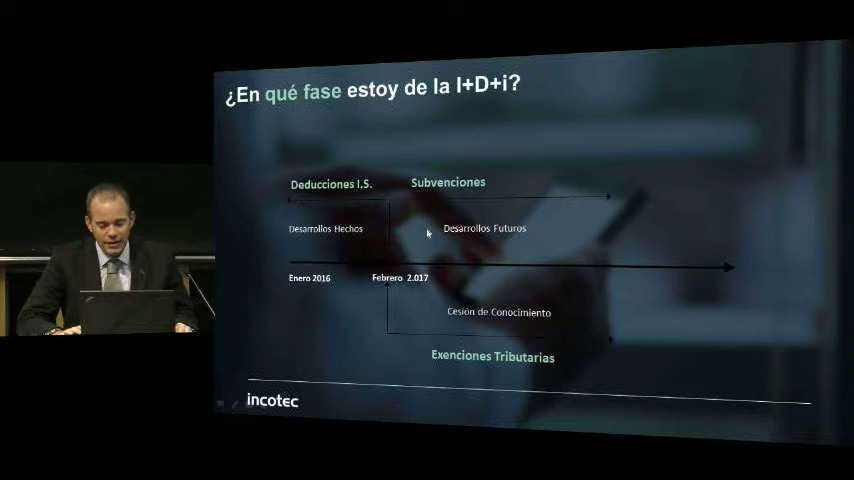 ¿En qué fase estoy de la I+D+i?
Deducciones I.S.
Subvenciones
Desarrollos Hechos
Desarrollos Futuros
Enero 2016
Febrero 2.017
Cesión de Conocimiento
Exenciones Tributarias
incotec